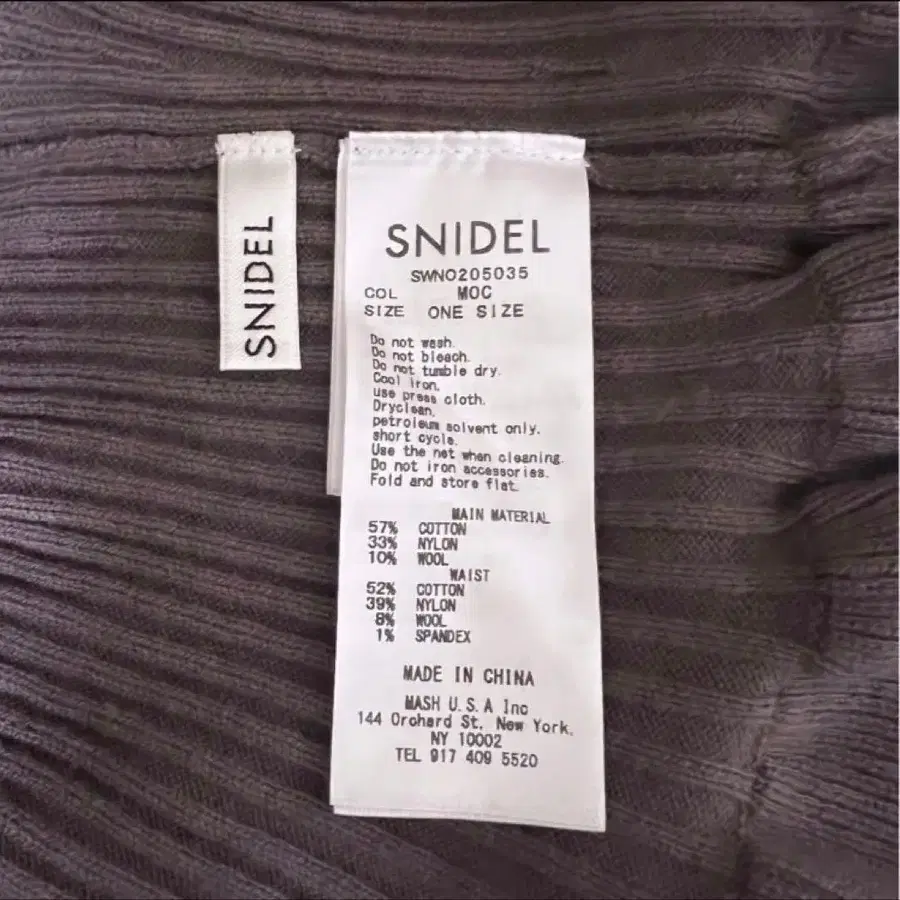 SNIDEL
SNIDEL
SWNO205035
COL MOC
SIZE ONE SIZE
Do not wash.
Do not bleach.
Do not tumble dry.
Cool iron.
use press cloth.
Dryclean,
petroleum solvent only.
short cycle.
Use the net when cleaning.
Do not iron accessories.
Fold and store flat.
MAIN MATERIAL
57% COTTON
33% NYLON
10% WOOL
WAIST
52% COTTON
39% NYLON
8% WOOL
1% SPANDEX
MADE IN CHINA
MASH U.S.A Inc
144 Orchard St. New York,
NY 10002
TEL 917 409 5520